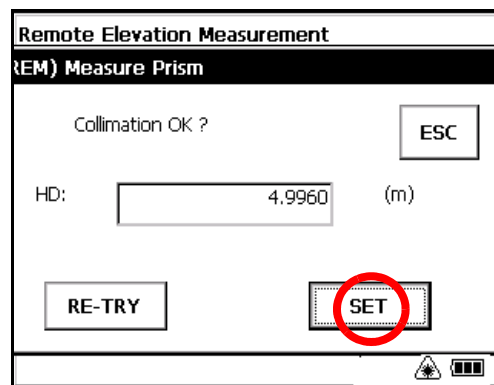 Remote Elevation Measurement
(REM) Measure Prism
Collimation OK ?
ESC
HD: 4.9960 (m)
RE-TRY SET